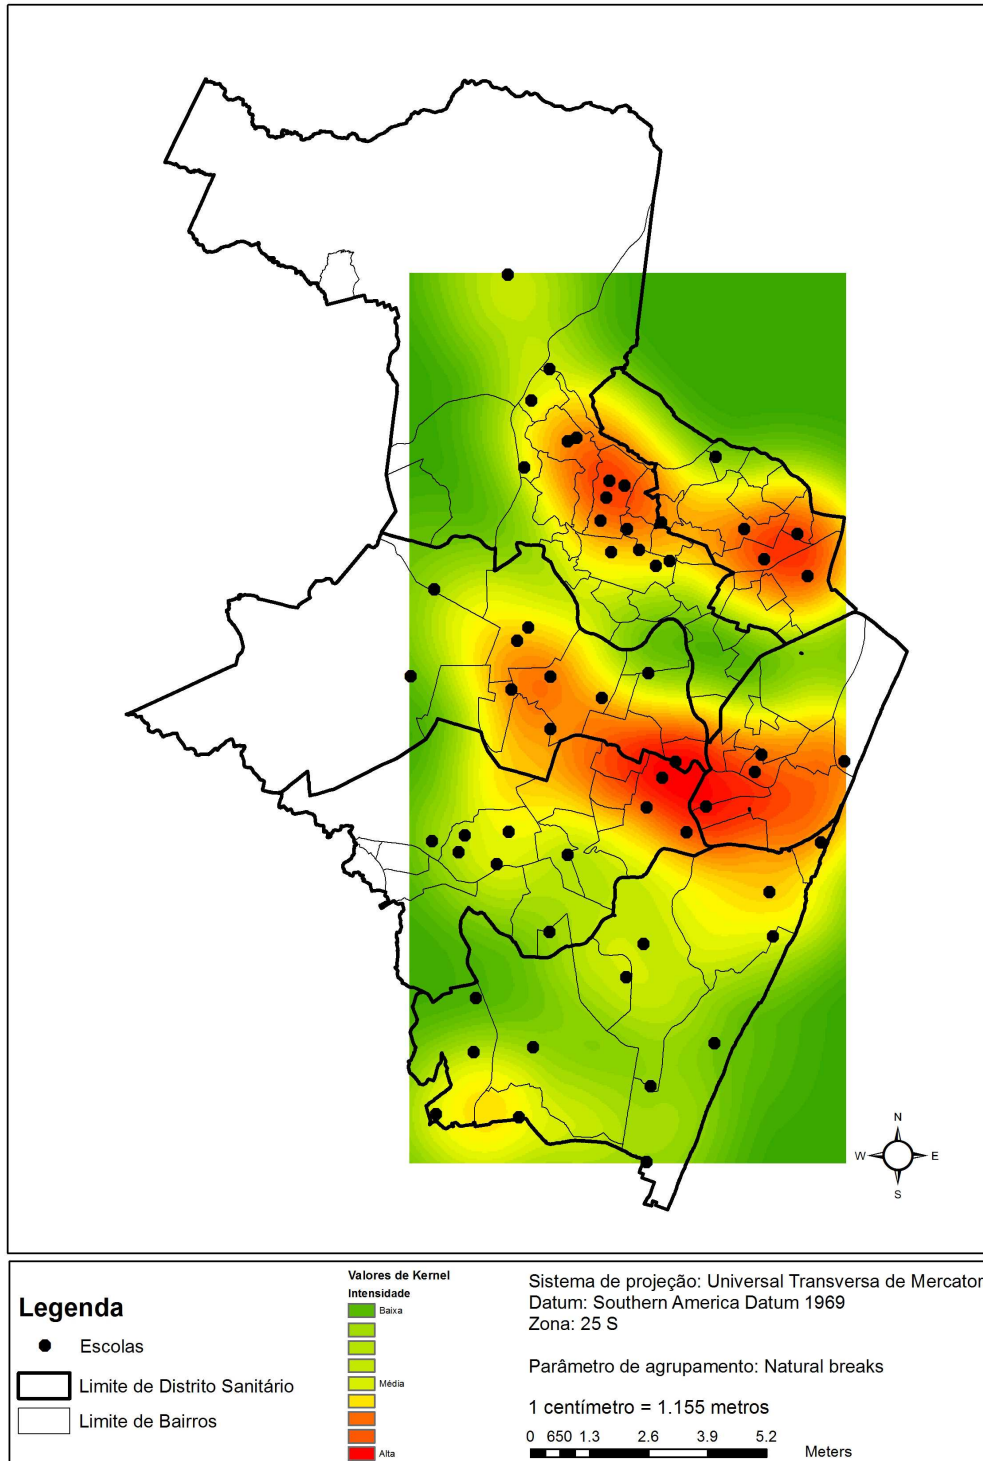 N
W
E
S
Legenda
Escolas
Limite de Distrito Sanitário
Limite de Bairros
Valores de Kernel
Intensidade
Baixa
Média
Alta
Sistema de projeção: Universal Transversa de Mercator
Datum: Southern America Datum 1969
Zona: 25 S
Parâmetro de agrupamento: Natural breaks
1 centímetro = 1.155 metros
0 650 1.3 2.6 3.9 5.2
Meters